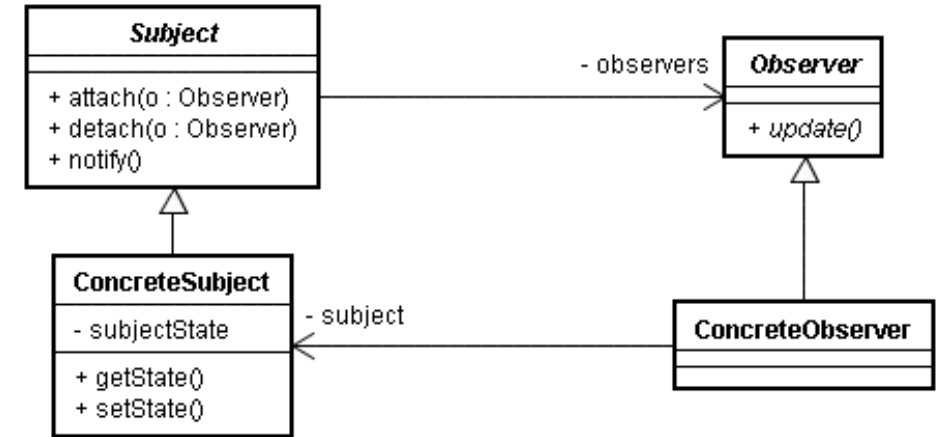 Subject
+ attach(o : Observer)
+ detach(o : Observer)
+ notify()
- observers
Observer
+ update()
ConcreteSubject
- subjectState
+ getState()
+ setState()
- subject
ConcreteObserver